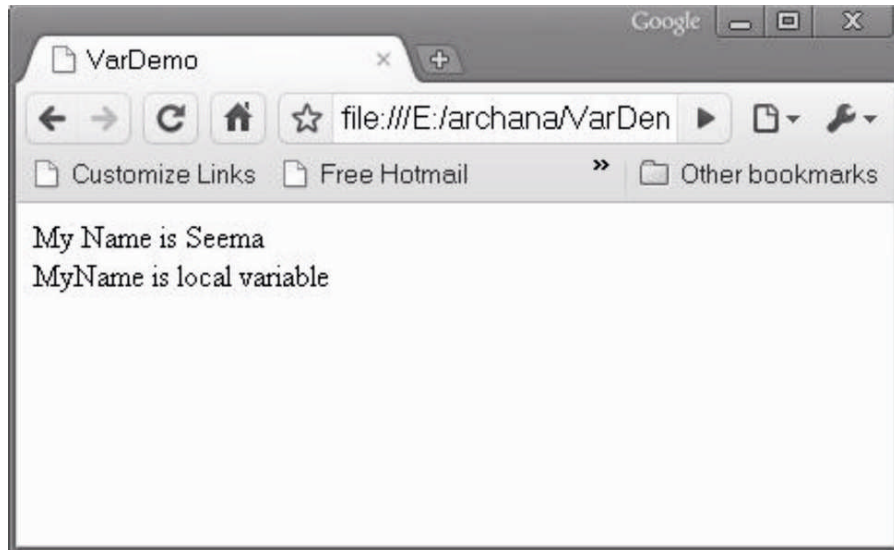 Google
VarDemo
file:///E:/archana/VarDen
Customize Links Free Hotmail » Other bookmarks
My Name is Seema
MyName is local variable